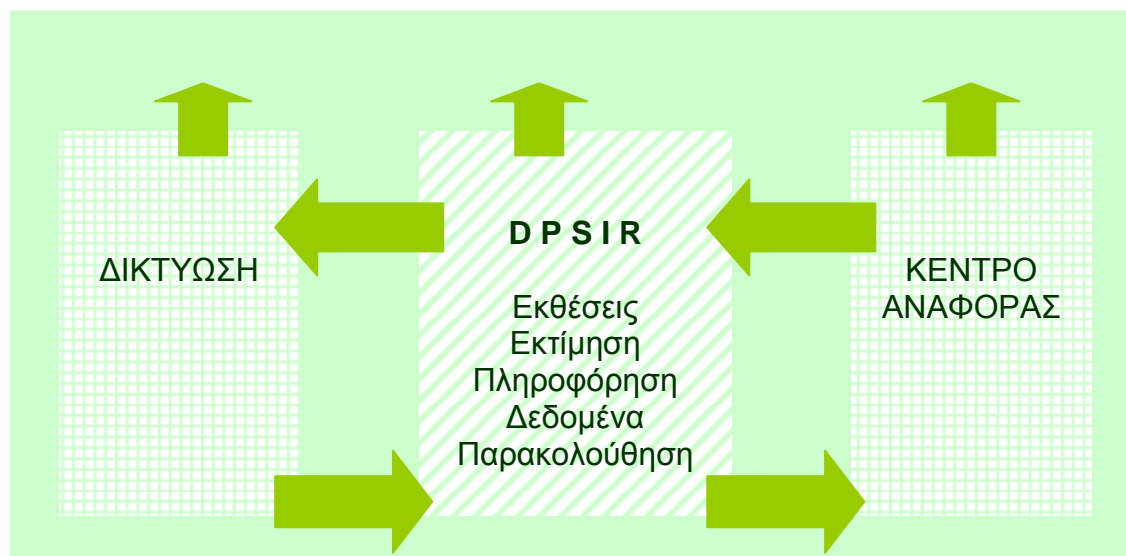 ΔΙΚΤΥΩΣΗ
D P S I R
Εκθέσεις
Εκτίμηση
Πληροφόρηση
Δεδομένα
Παρακολούθηση
ΚΕΝΤΡΟ
ΑΝΑΦΟΡΑΣ